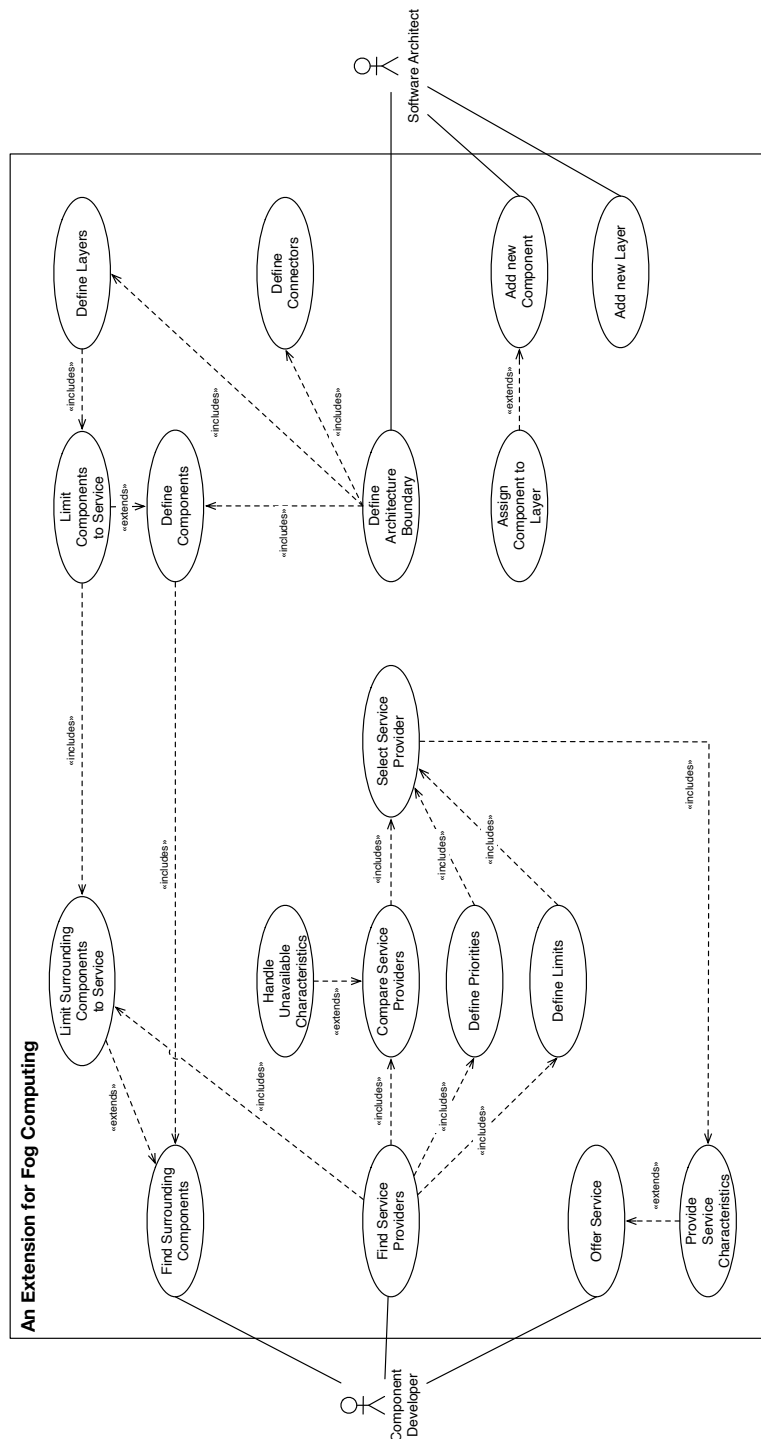 An Extension for Fog Computing
Component
Developer
Software Architect
Find Surrounding
Components
Find Service
Providers
Offer Service
Provide
Service
Characteristics
«extends»
«extends»
«includes»
«includes»
«includes»
«includes»
Limit Surrounding
Components
to Service
Handle
Unavailable
Characteristics
«extends»
Compare Service
Providers
Define Priorities
Define Limits
«includes»
«includes»
«includes»
«includes»
«includes»
Select Service
Provider
«includes»
Limit
Components
to Service
«extends»
Define
Components
«includes»
Define
Architecture
Boundary
Assign
Component to
Layer
«includes»
«includes»
«includes»
«extends»
Define Layers
Define
Connectors
Add new
Component
Add new Layer